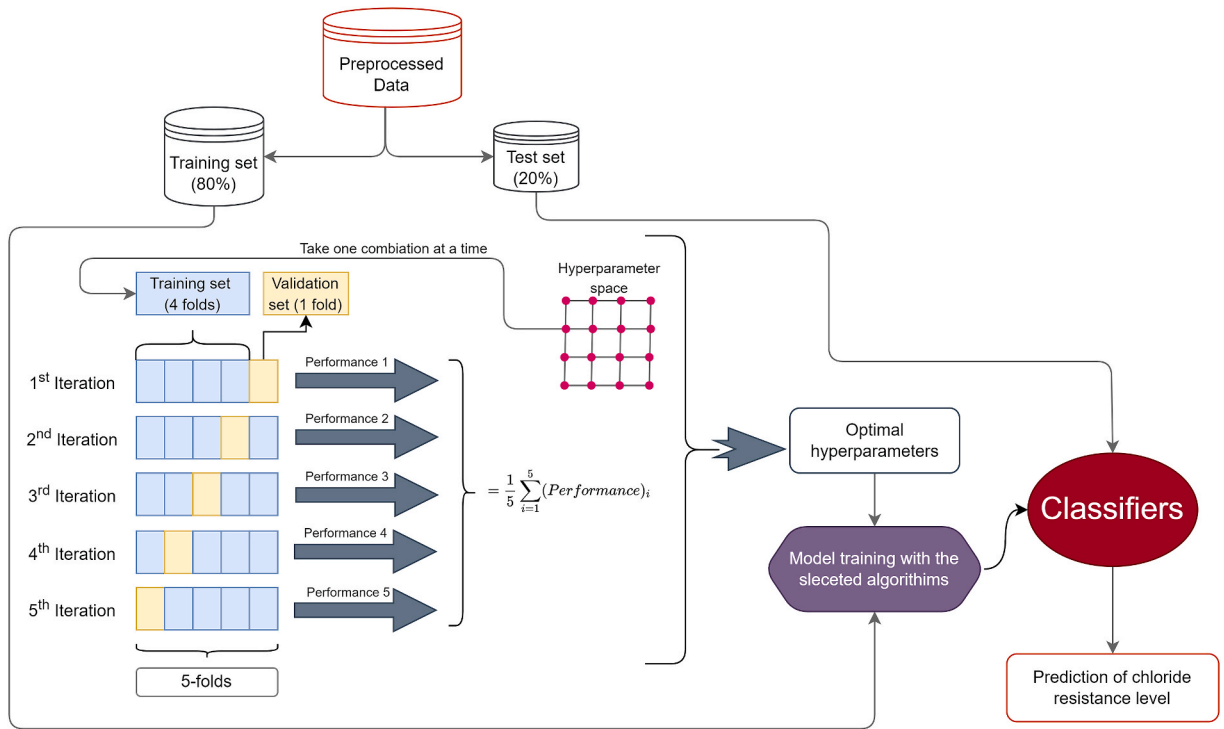 Preprocessed
Data
Training set
(80%)
Test set
(20%)
Take one combiation at a time
Hyperparameter
space
Training set
(4 folds)
Validation
set (1 fold)
1st Iteration
Performance 1
2nd Iteration
Performance 2
3rd Iteration
Performance 3
4th Iteration
Performance 4
5th Iteration
Performance 5
= 1/5 5∑i=1 (Performance)i
5-folds
Optimal
hyperparameters
Model training with the
sleceted algorithims
Classifiers
Prediction of chloride
resistance level